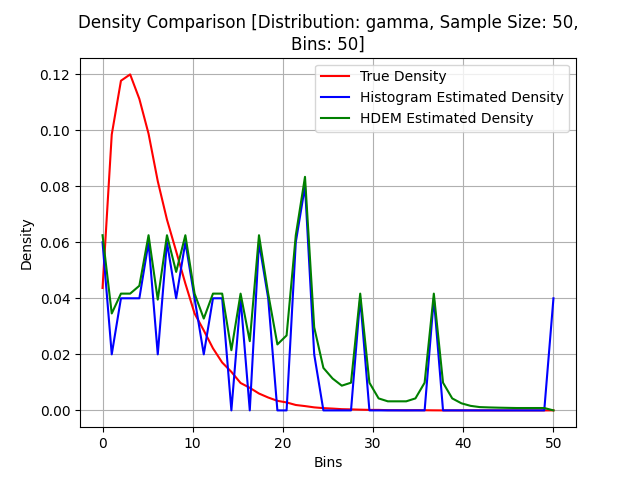 Density Comparison [Distribution: gamma, Sample Size: 50,
Bins: 50]
True Density
Histogram Estimated Density
HDEM Estimated Density
Density
0.12
0.10
0.08
0.06
0.04
0.02
0.00
0 10 20 30 40 50
Bins